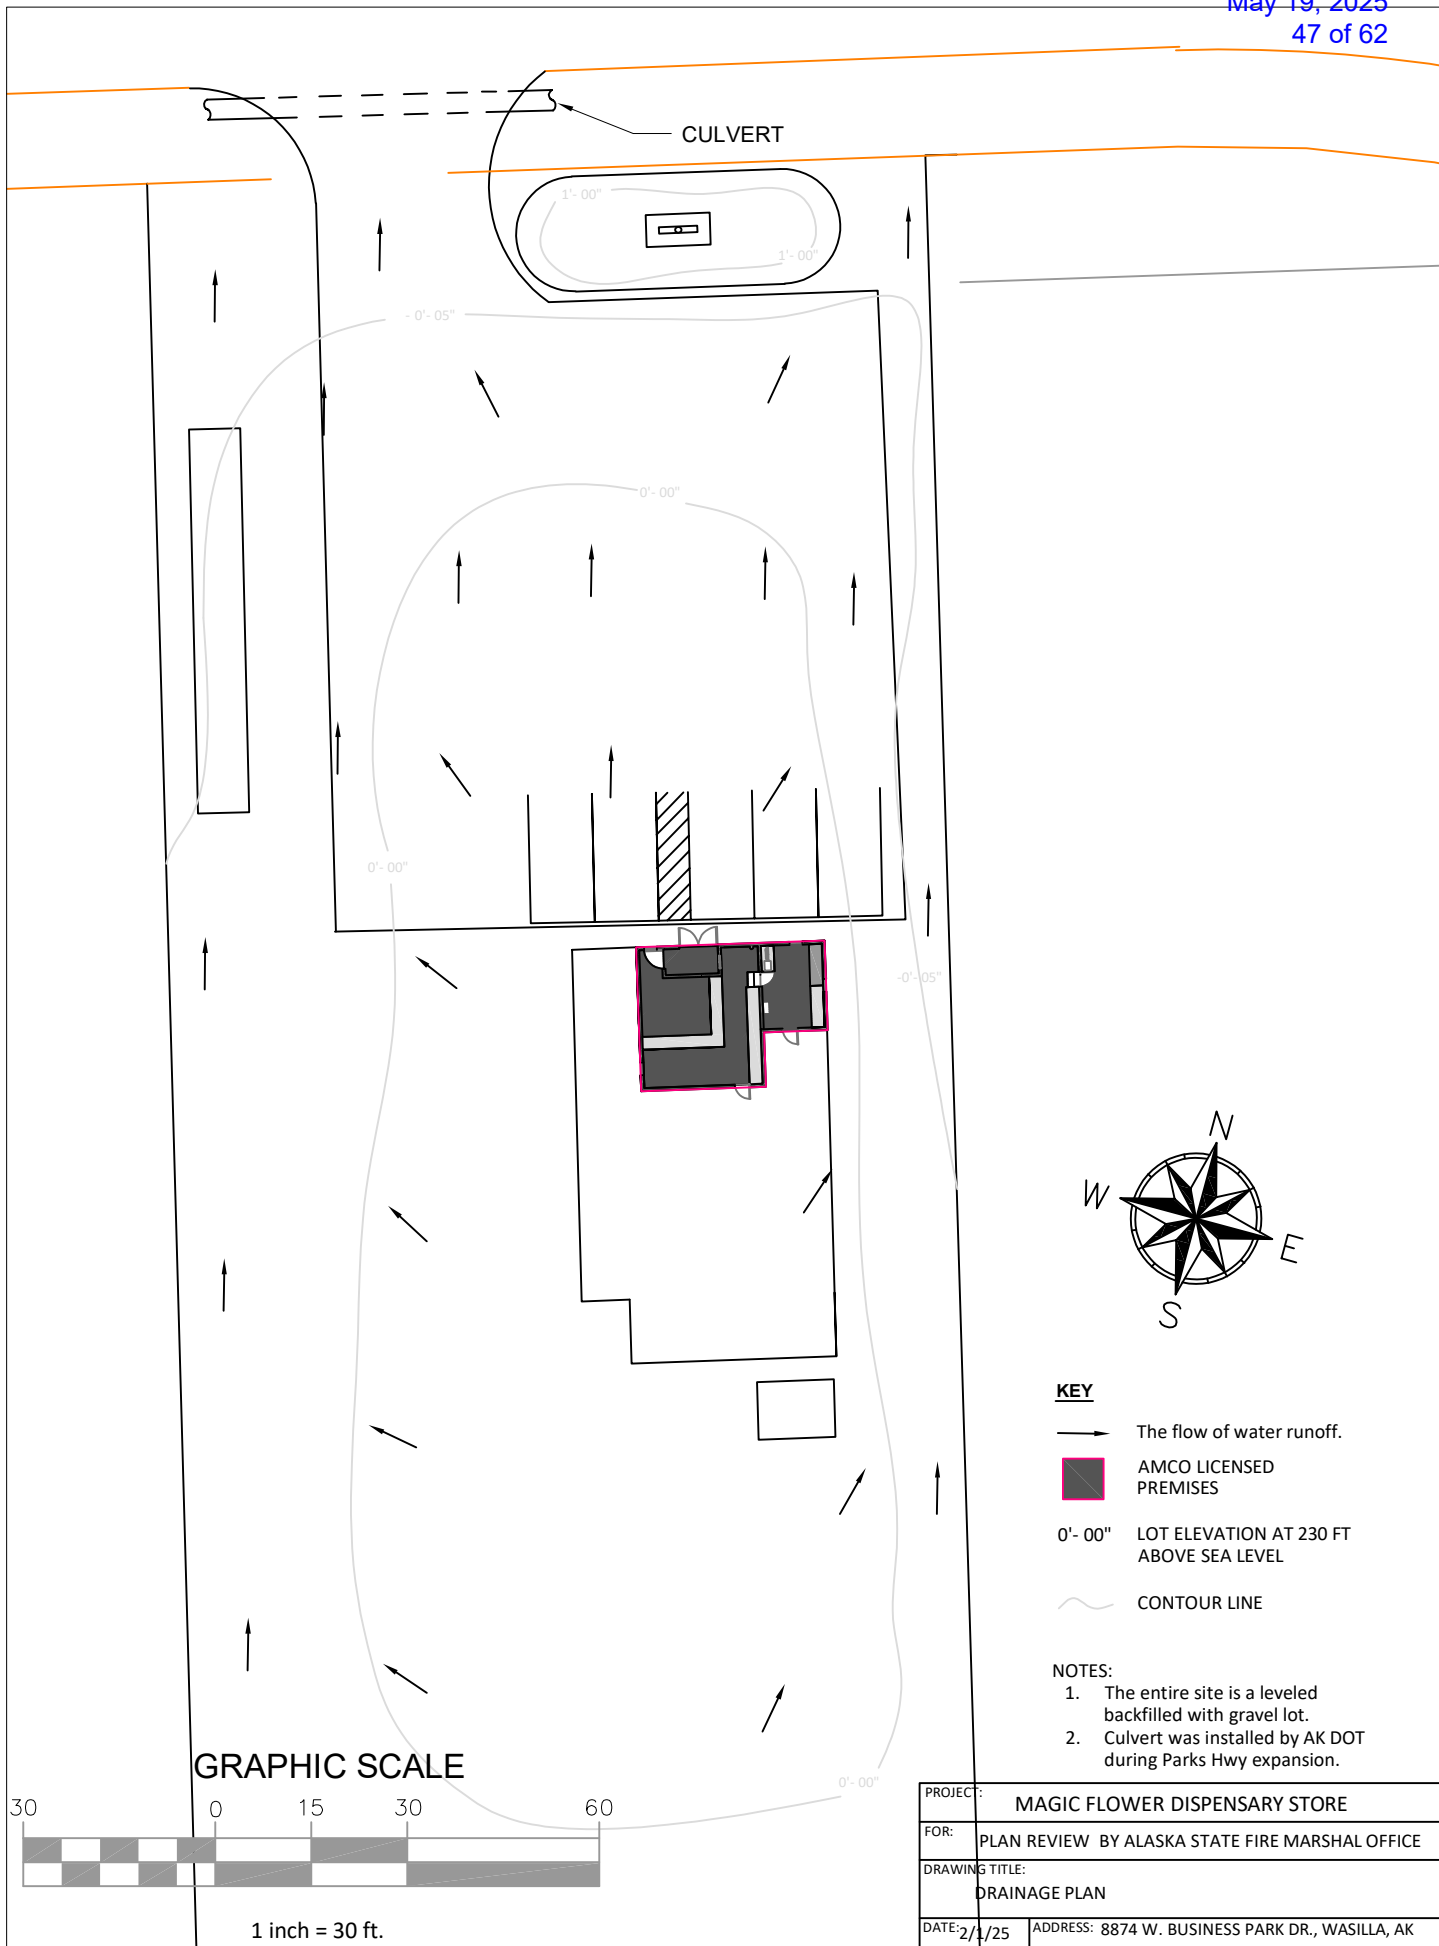 May 19, 2025
47 of 62
CULVERT
1'- 00"
1'- 00"
- 0'- 05"
0'- 00"
0'- 00"
-0'- 05"
N
W
E
S
KEY
The flow of water runoff.
AMCO LICENSED
PREMISES
0'- 00" LOT ELEVATION AT 230 FT
ABOVE SEA LEVEL
CONTOUR LINE
NOTES:
1. The entire site is a leveled
backfilled with gravel lot.
2. Culvert was installed by AK DOT
during Parks Hwy expansion.
0'- 00"
GRAPHIC SCALE
30 0 15 30 60
1 inch = 30 ft.
PROJECT: MAGIC FLOWER DISPENSARY STORE
FOR: PLAN REVIEW BY ALASKA STATE FIRE MARSHAL OFFICE
DRAWING TITLE:
DRAINAGE PLAN
DATE: 2/1/25 ADDRESS: 8874 W. BUSINESS PARK DR., WASILLA, AK